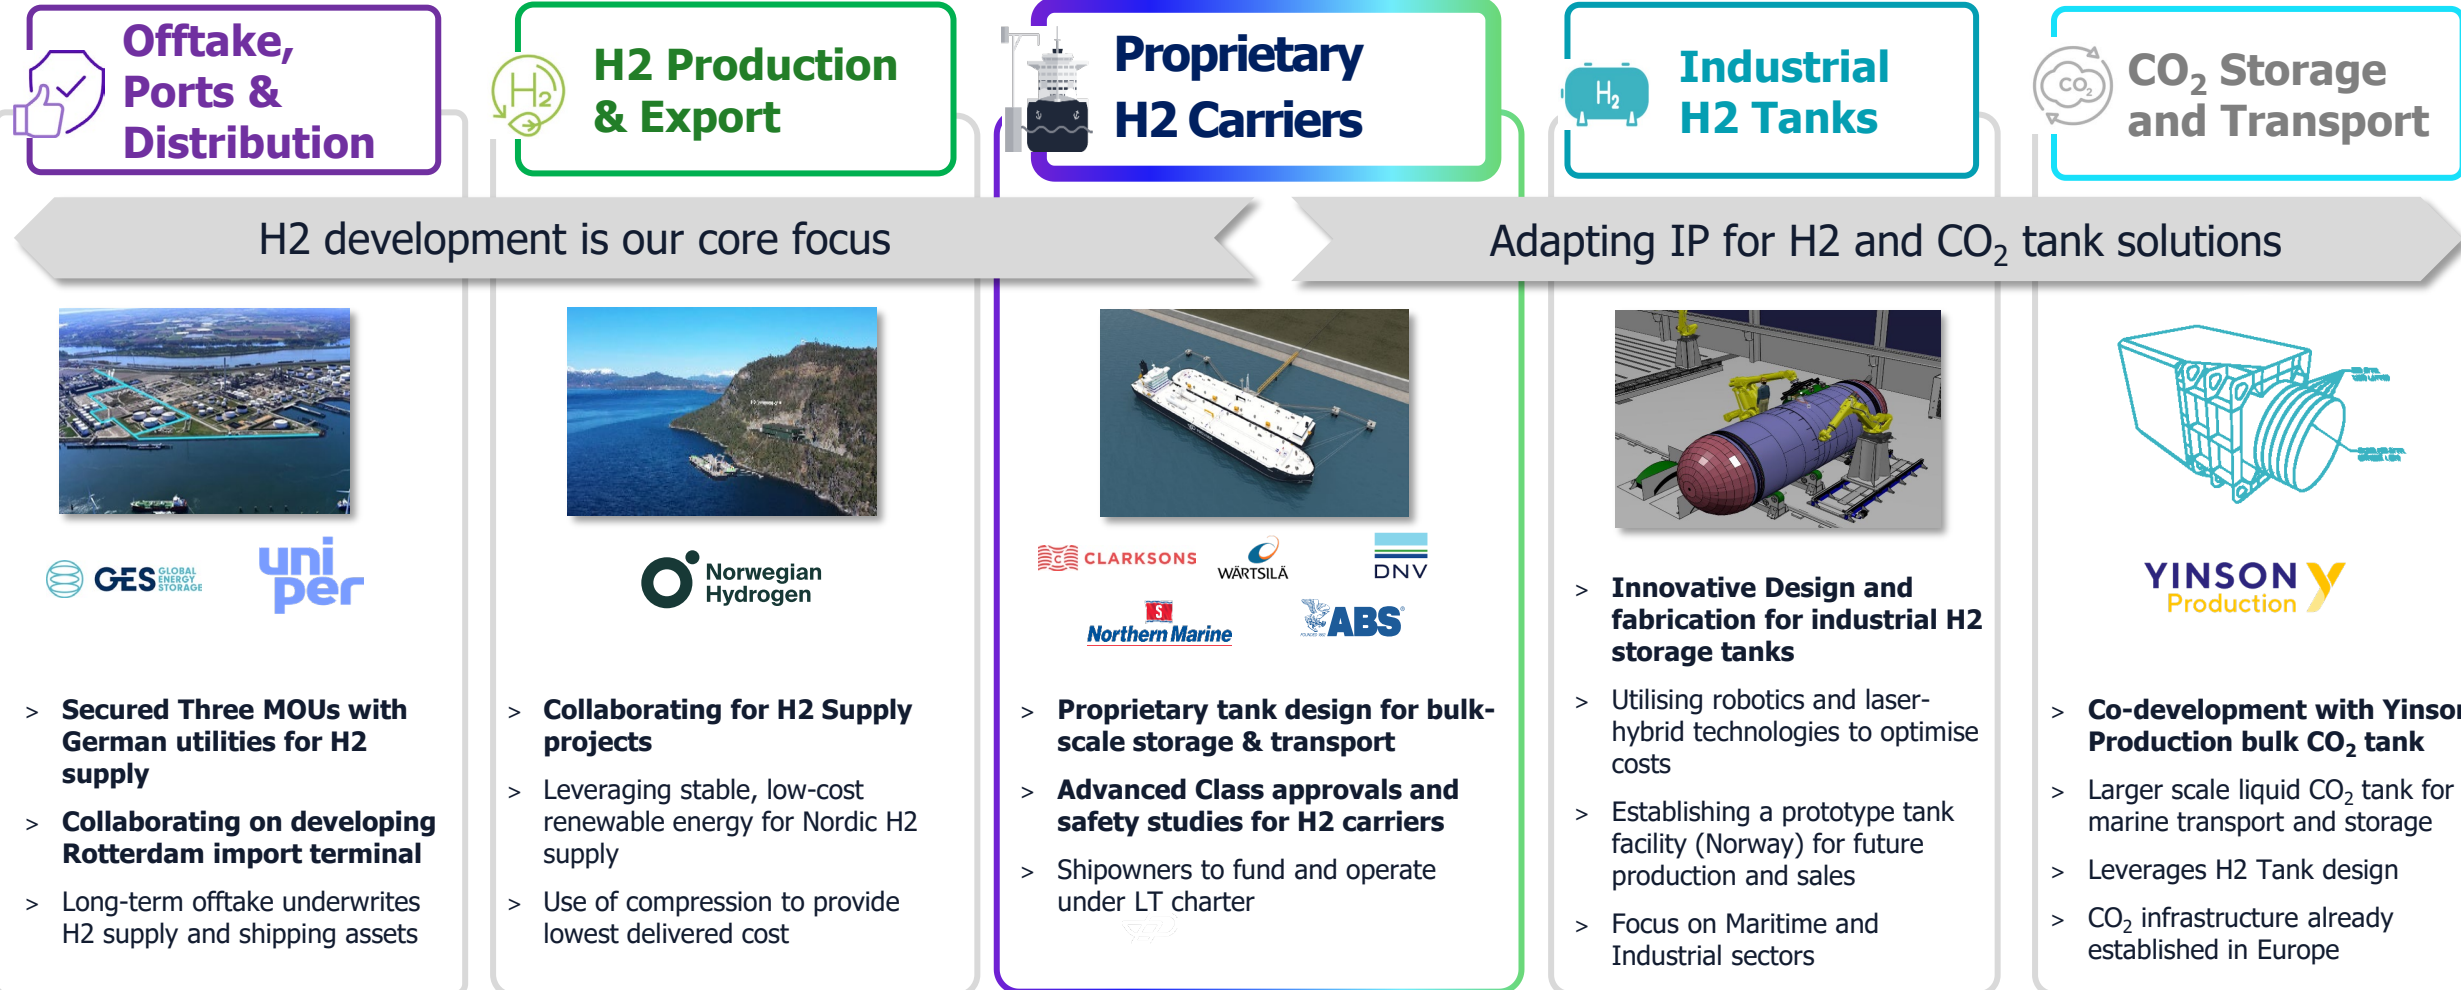 Offtake,
Ports &
Distribution
H2 Production
& Export
H2
Proprietary
H2 Carriers
Industrial
H2 Tanks
H2
CO2 Storage
and Transport
CO2
H2 development is our core focus
Adapting IP for H2 and CO2 tank solutions
GES GLOBAL
ENERGY
STORAGE
uni
per
> Secured Three MOUs with
German utilities for H2
supply
> Collaborating on developing
Rotterdam import terminal
> Long-term offtake underwrites
H2 supply and shipping assets
Norwegian
Hydrogen
> Collaborating for H2 Supply
projects
> Leveraging stable, low-cost
renewable energy for Nordic H2
supply
> Use of compression to provide
lowest delivered cost
C CLARKSONS
WÄRTSILÄ
DNV
S
Northern Marine
ABS®
> Proprietary tank design for bulk-
scale storage & transport
> Advanced Class approvals and
safety studies for H2 carriers
> Shipowners to fund and operate
under LT charter
> Innovative Design and
fabrication for industrial H2
storage tanks
> Utilising robotics and laser-
hybrid technologies to optimise
costs
> Establishing a prototype tank
facility (Norway) for future
production and sales
> Focus on Maritime and
Industrial sectors
YINSON
Production
> Co-development with Yinson
Production bulk CO2 tank
> Larger scale liquid CO2 tank for
marine transport and storage
> Leverages H2 Tank design
> CO2 infrastructure already
established in Europe